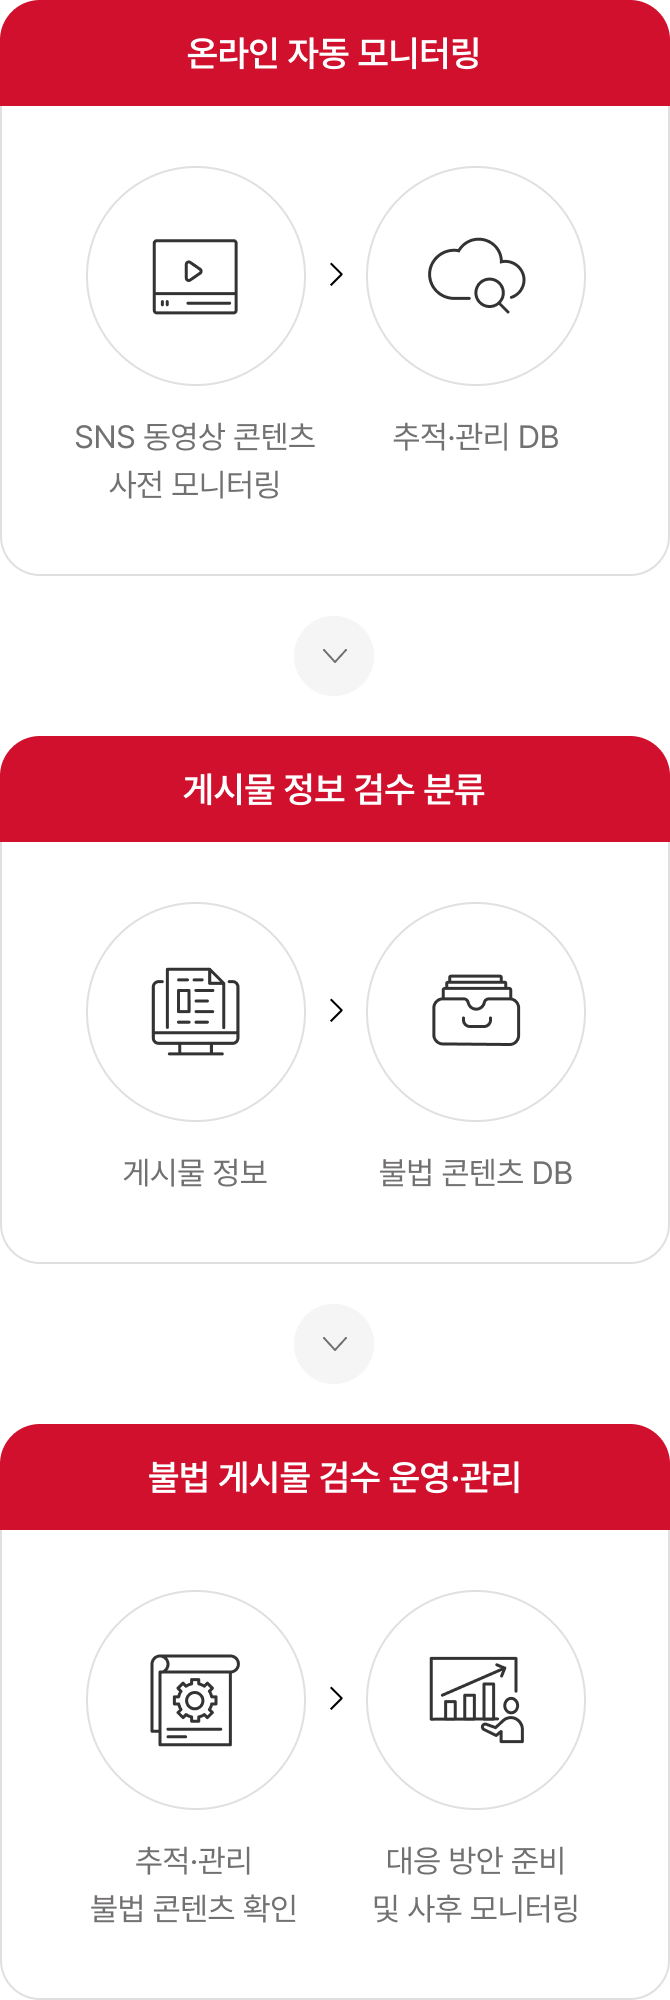 온라인 자동 모니터링
SNS 동영상 콘텐츠
사전 모니터링
추적·관리 DB
게시물 정보 검수 분류
게시물 정보
불법 콘텐츠 DB
불법 게시물 검수 운영·관리
추적·관리
불법 콘텐츠 확인
대응 방안 준비
및 사후 모니터링